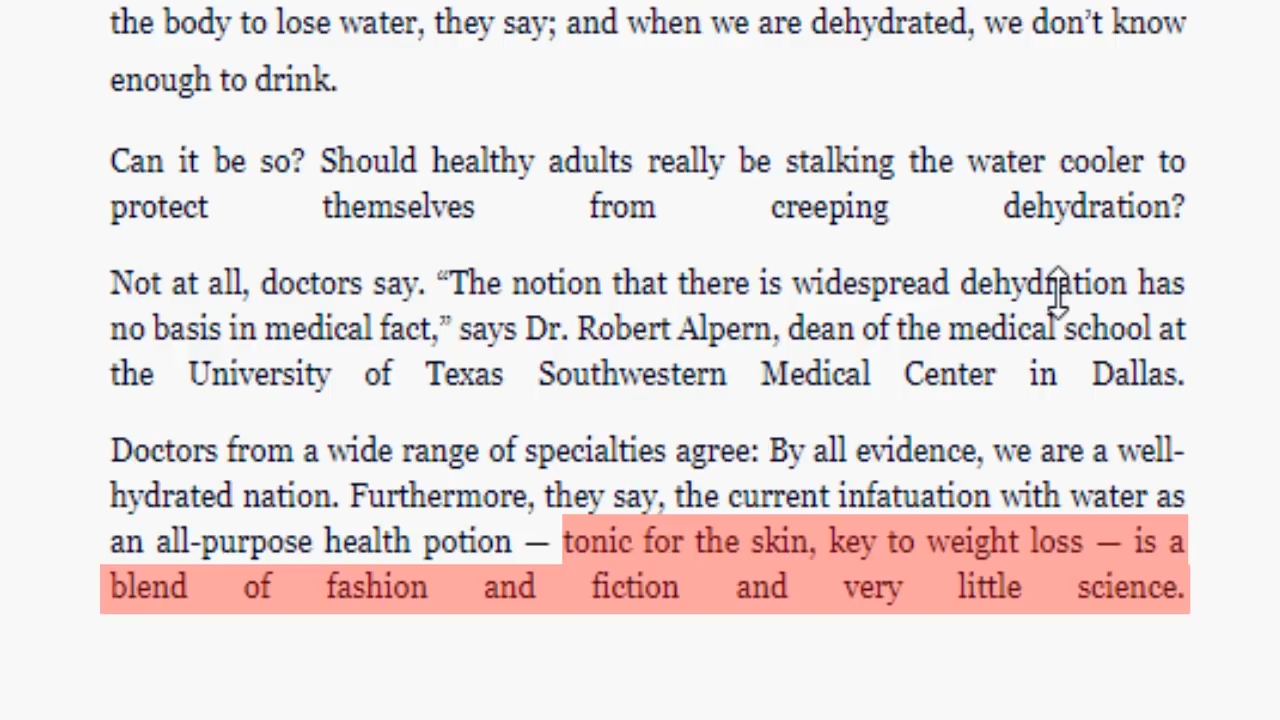 the body to lose water, they say; and when we are dehydrated, we don’t know
enough to drink.
Can it be so? Should healthy adults really be stalking the water cooler to
protect themselves from creeping dehydration?
Not at all, doctors say. “The notion that there is widespread dehydration has
no basis in medical fact,” says Dr. Robert Alpern, dean of the medical school at
the University of Texas Southwestern Medical Center in Dallas.
Doctors from a wide range of specialties agree: By all evidence, we are a well-
hydrated nation. Furthermore, they say, the current infatuation with water as
an all-purpose health potion — tonic for the skin, key to weight loss — is a
blend of fashion and fiction and very little science.